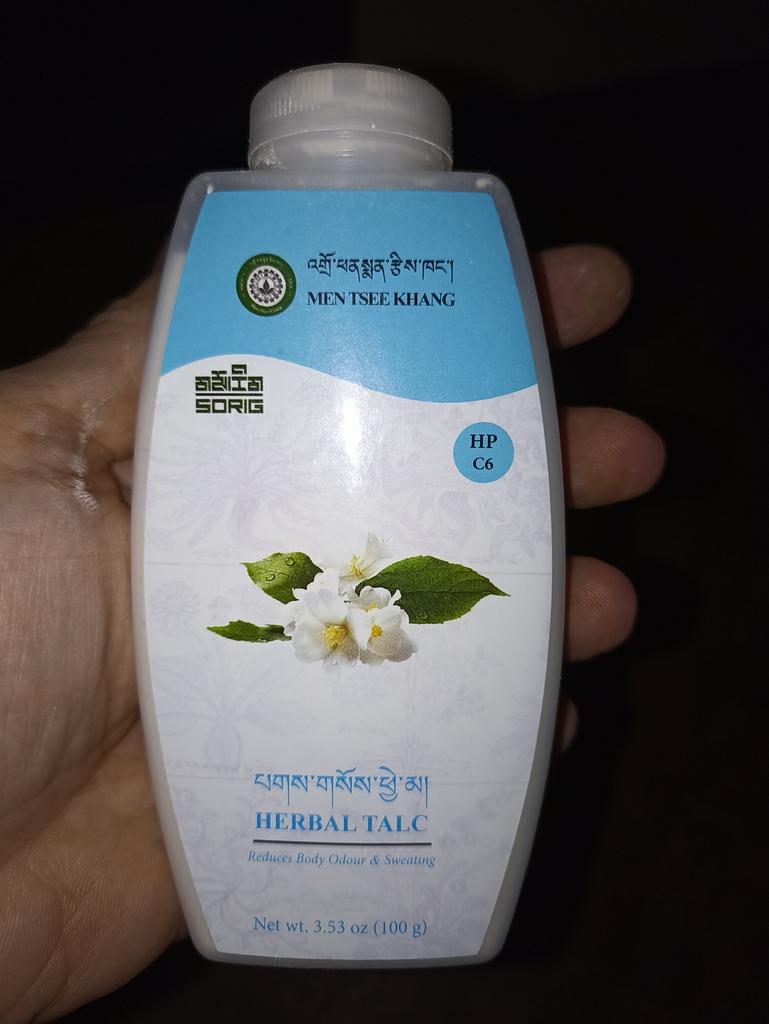 འགྲོ་ཕན་སྨན་རྩིས་ཁང་།
MEN TSEE KHANG
SORIG
HP
C6
པགས་གསོས་ཕྱེ་མ།
HERBAL TALC
Reduces Body Odour & Sweating
Net wt. 3.53 oz (100 g)